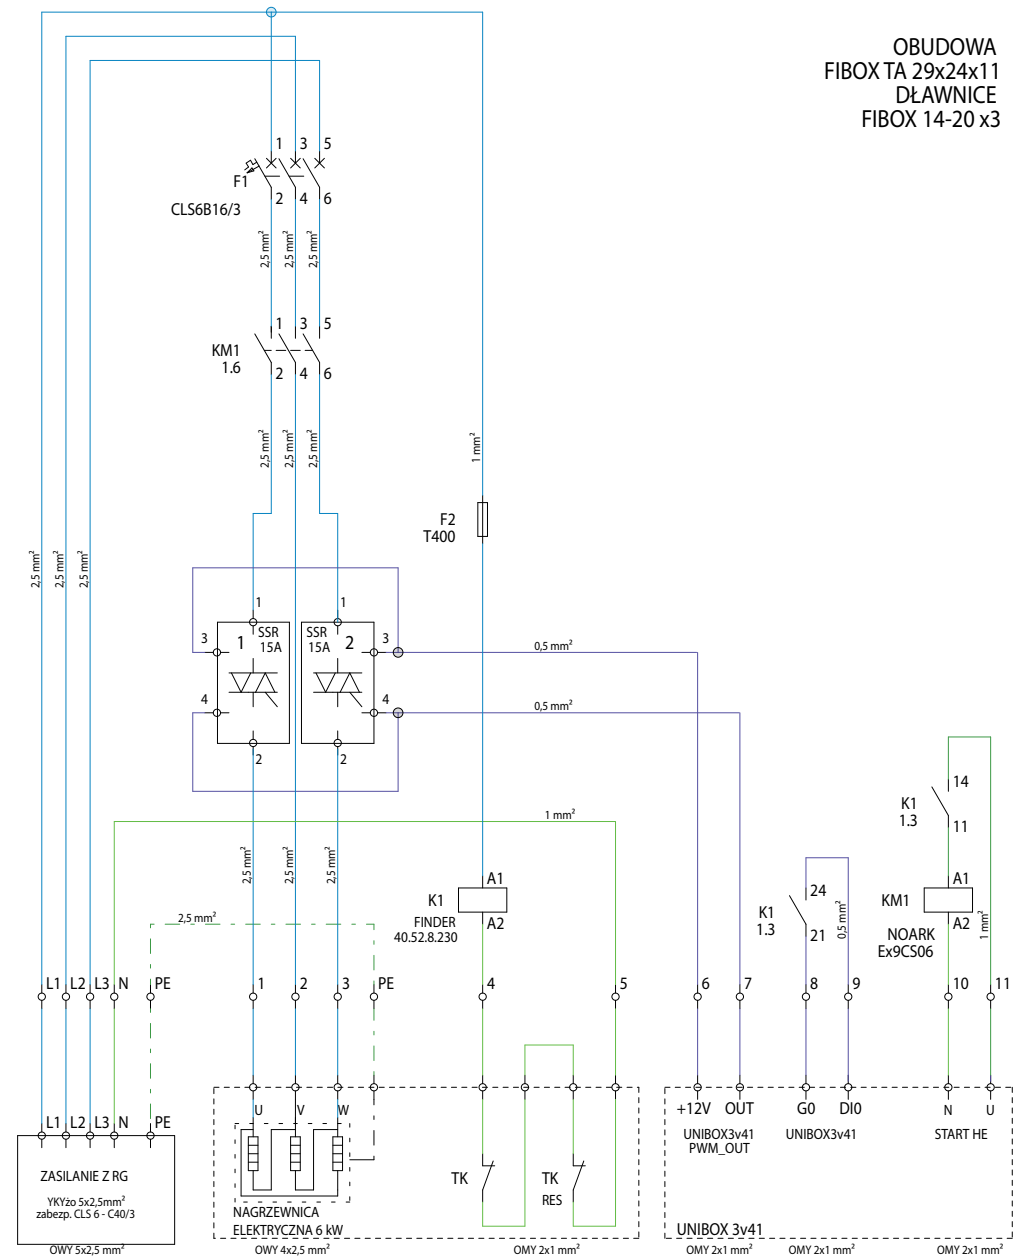 OBUDOWA
FIBOX TA 29x24x11
DŁAWNICE
FIBOX 14-20 x3
1 3 5
F1
2 4 6
CLS6B16/3
2,5 mm²
2,5 mm²
2,5 mm²
1 3 5
KM1
1.6
2 4 6
2,5 mm²
2,5 mm²
2,5 mm²
1 mm²
F2
T400
2,5 mm²
2,5 mm²
2,5 mm²
1
1
3
1
SSR
15A
SSR
15A
2
3
0,5 mm²
4
4
0,5 mm²
2
2
1 mm²
14
K1
1.3
11
2,5 mm²
2,5 mm²
2,5 mm²
A1
K1
FINDER
40.52.8.230
A2
24
K1
1.3
21
0,5 mm²
A1
KM1
A2
NOARK
Ex9CS06
1 mm²
2,5 mm²
L1 L2 L3 N PE
1 2 3 PE 4 5
6 7 8 9 10 11
L1 L2 L3 N PE
U V W
+12V OUT G0 DI0 N U
UNIBOX3v41
PWM_OUT
UNIBOX3v41
START HE
ZASILANIE Z RG
YKYżo 5x2,5mm²
zabezp. CLS 6 - C40/3
TK
TK
RES
NAGRZEWNICA
ELEKTRYCZNA 6 kW
UNIBOX 3v41
OWY 5x2,5 mm²
OWY 4x2,5 mm²
OMY 2x1 mm²
OMY 2x1 mm²
OMY 2x1 mm²
OMY 2x1 mm²